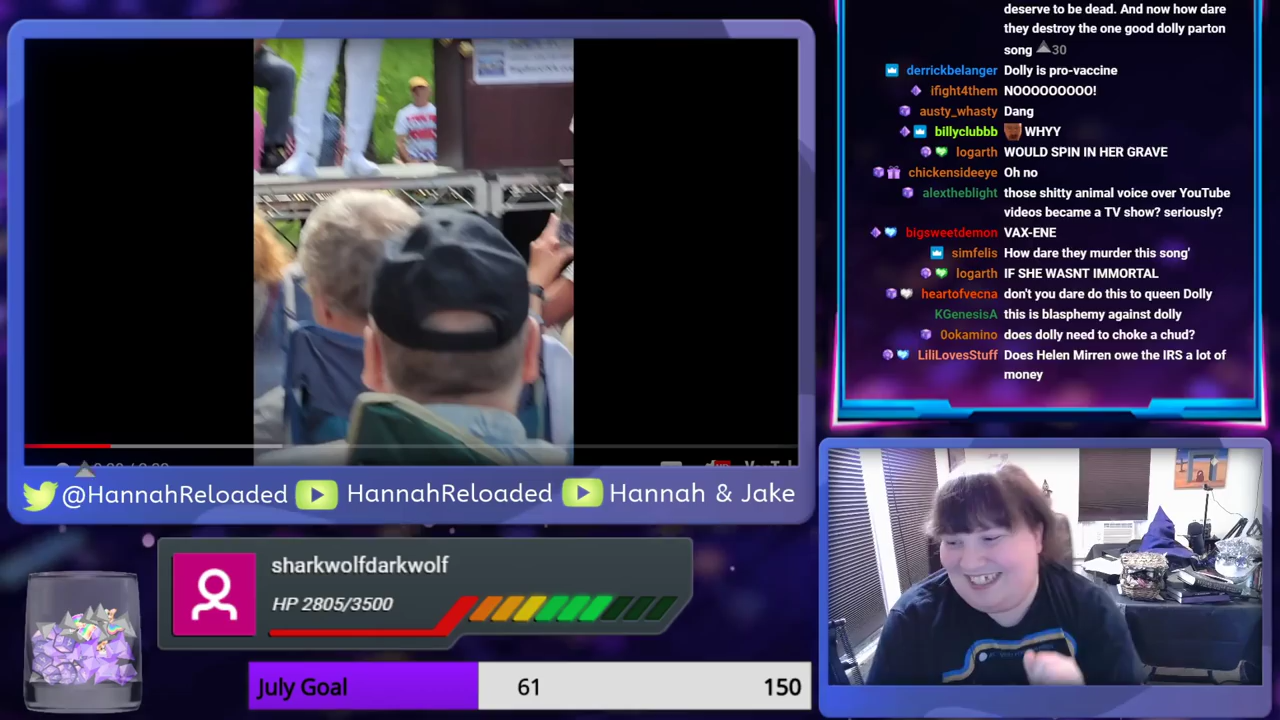 deserve to be dead. And now how dare
they destroy the one good dolly parton
song 30
derrickbelanger Dolly is pro-vaccine
ifight4them NOOOOOOOOO!
austy_whasty Dang
billyclubbb WHYY
logarth WOULD SPIN IN HER GRAVE
chickensideeye Oh no
alextheblight those shitty animal voice over YouTube
videos became a TV show? seriously?
bigsweetdemon VAX-ENE
simfelis How dare they murder this song'
logarth IF SHE WASNT IMMORTAL
heartofvecna don't you dare do this to queen Dolly
KGenesisA this is blasphemy against dolly
0okamino does dolly need to choke a chud?
LiliLovesStuff Does Helen Mirren owe the IRS a lot of
money
@HannahReloaded HannahReloaded Hannah & Jake
sharkwolfdarkwolf
HP 2805/3500
July Goal 61 150